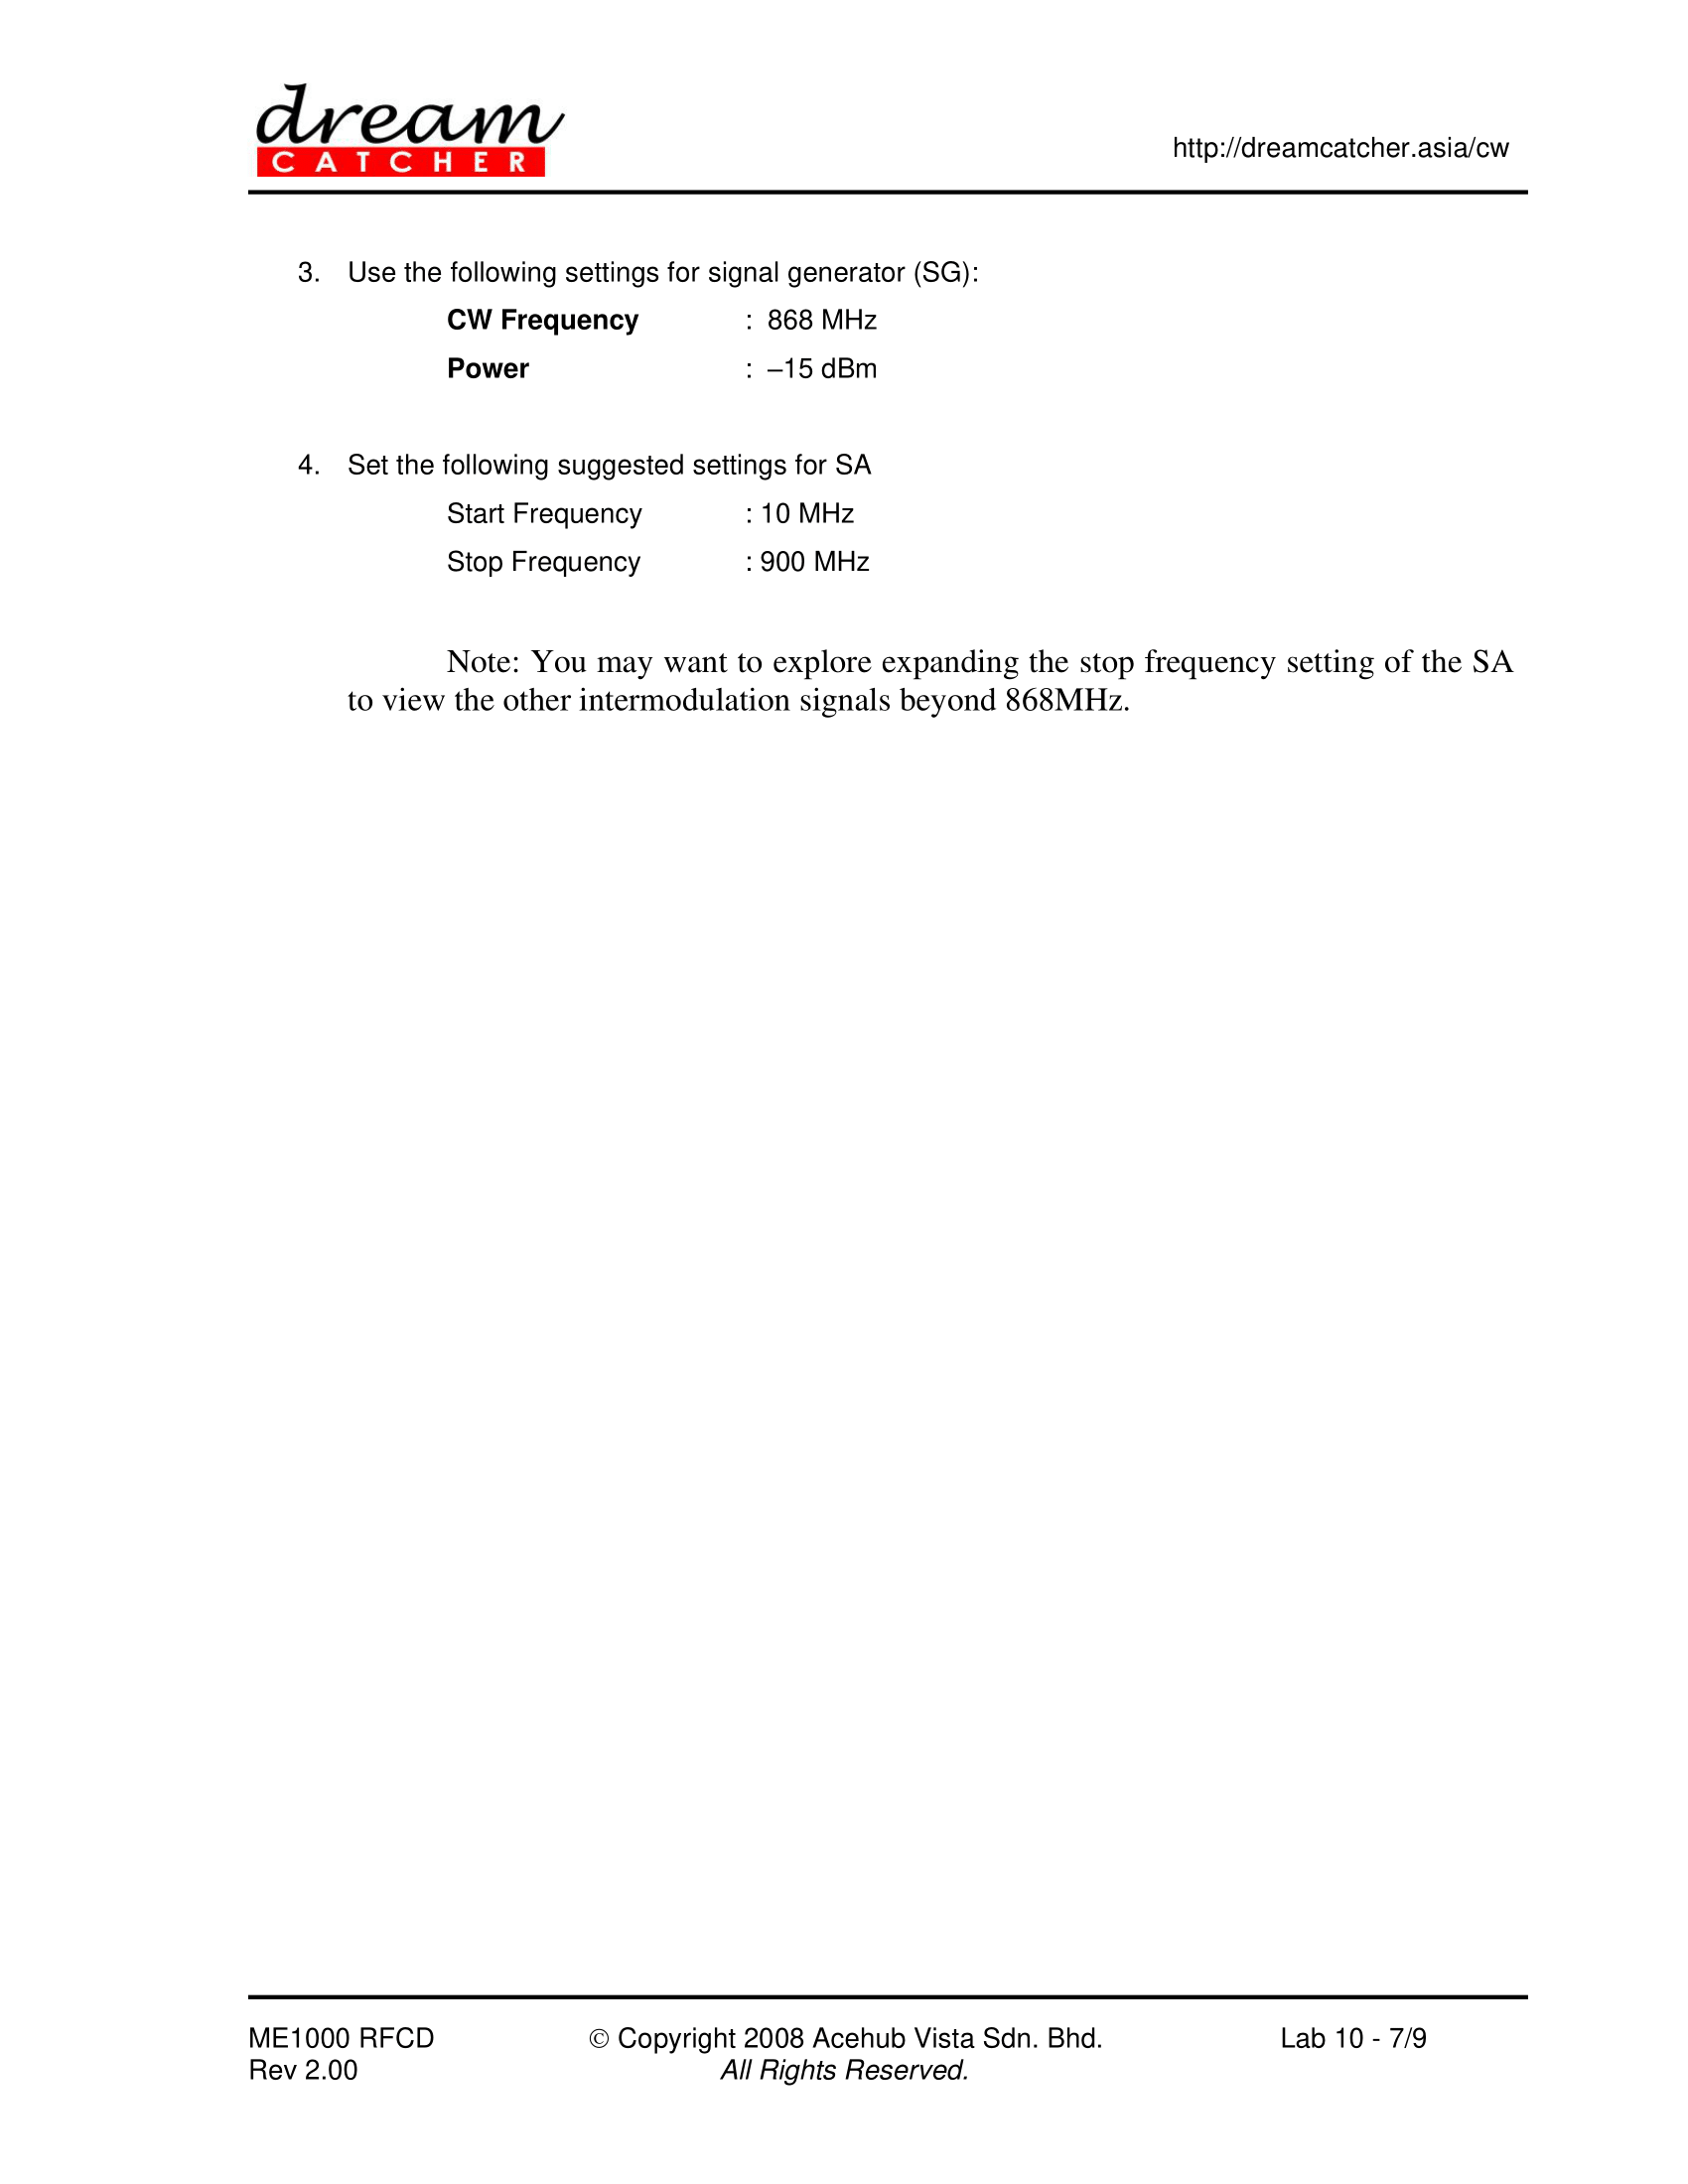 dream
CATCHER
http://dreamcatcher.asia/cw
3. Use the following settings for signal generator (SG):
CW Frequency : 868 MHz
Power : –15 dBm
4. Set the following suggested settings for SA
Start Frequency : 10 MHz
Stop Frequency : 900 MHz
Note: You may want to explore expanding the stop frequency setting of the SA
to view the other intermodulation signals beyond 868MHz.
ME1000 RFCD © Copyright 2008 Acehub Vista Sdn. Bhd. Lab 10 - 7/9
Rev 2.00 All Rights Reserved.